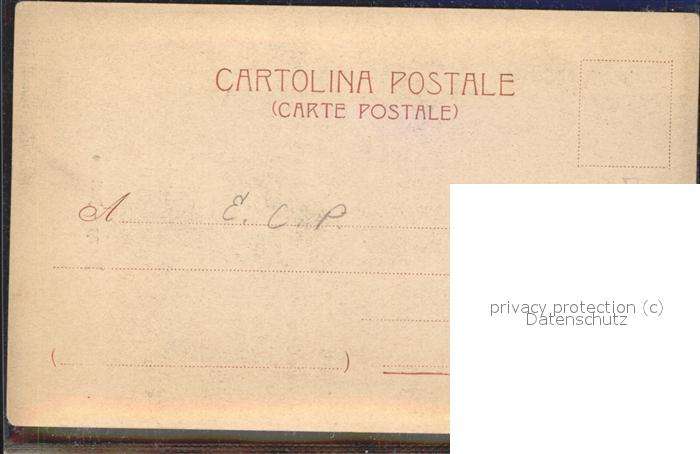 CARTOLINA POSTALE
(CARTE POSTALE)
A E. C. P.
privacy protection (c)
Datenschutz
( )